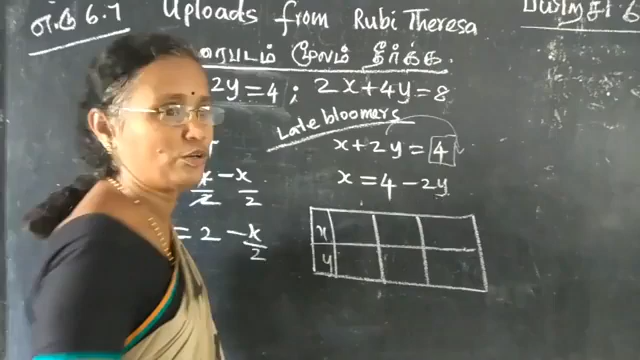 எ.கு 6.7 Uploads from Rubi Theresa
வரைபடம் மூலம் தீர்க்க.
2y=4 ; 2x+4y=8
Late bloomers
x+2y = 4
x/2 - x/2
x = 4-2y
= 2 - x/2
x
y